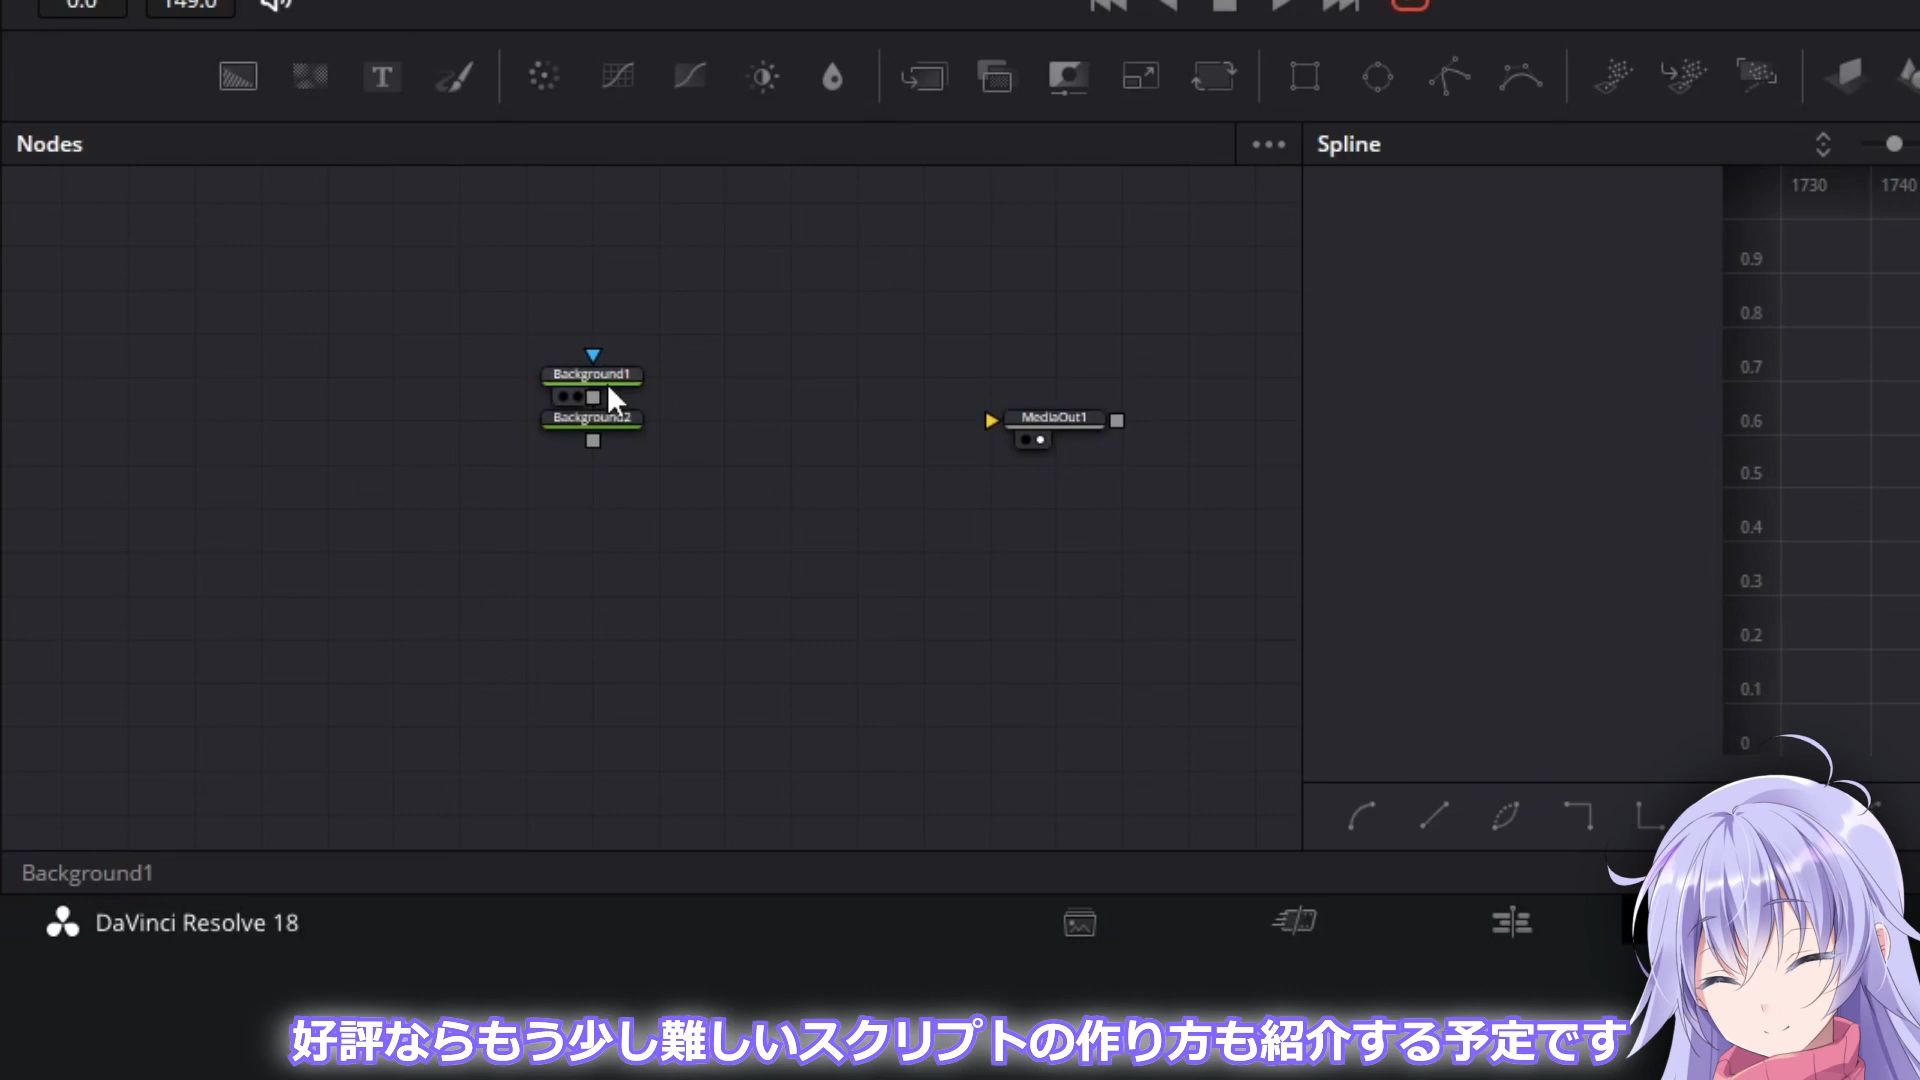 0.0 149.0
T
Nodes
Spline
1730 1740
0.9
0.8
0.7
0.6
0.5
0.4
0.3
0.2
0.1
0
Background1
Background2
MediaOut1
Background1
DaVinci Resolve 18
好評ならもう少し難しいスクリプトの作り方も紹介する予定です